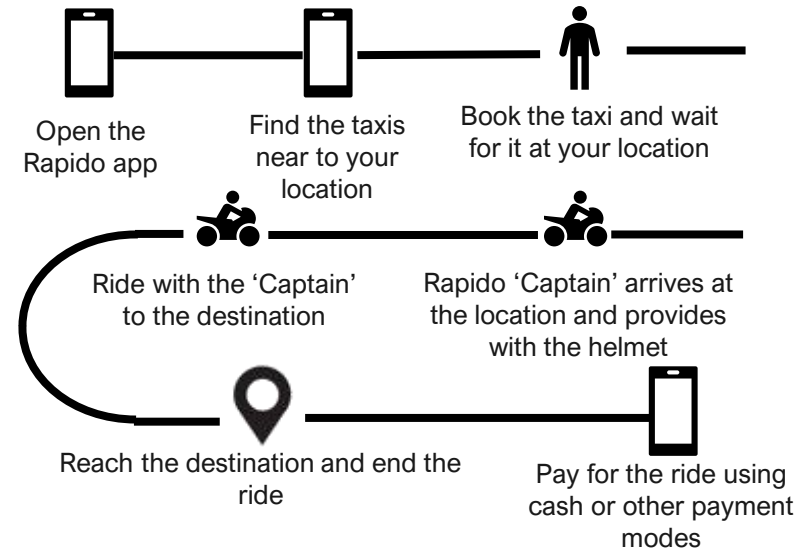 Open the
Rapido app
Find the taxis
near to your
location
Book the taxi and wait
for it at your location
Rapido ‘Captain’ arrives at
the location and provides
with the helmet
Ride with the ‘Captain’
to the destination
Reach the destination and end the
ride
Pay for the ride using
cash or other payment
modes